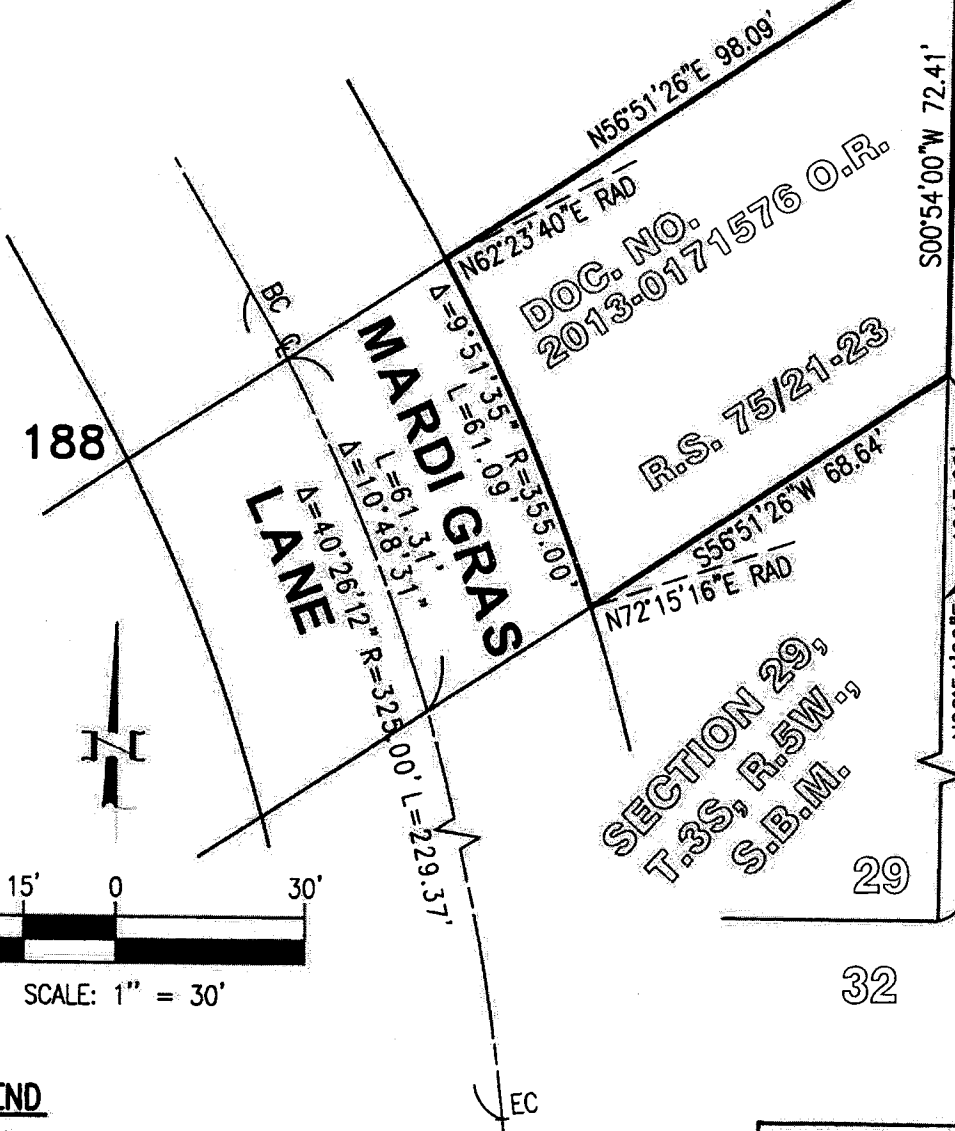 N56°51'26"E 98.09'
S00°54'00"W 72.41'
N62°23'40"E RAD
DOC. NO.
2013-0171576 O.R.
R.S. 75/21-23
BC
℄
188
MARDI GRAS
LANE
Δ=9°51'35" R=355.00'
L=61.09'
L=61.31'
Δ=10°48'31"
Δ=40°26'12" R=325.00' L=229.37'
S56°51'26"W 68.64'
N72°15'16"E RAD
SECTION 29,
T.3S, R.5W.,
S.B.M.
29
32
15' 0 30'
SCALE: 1" = 30'
EC
END